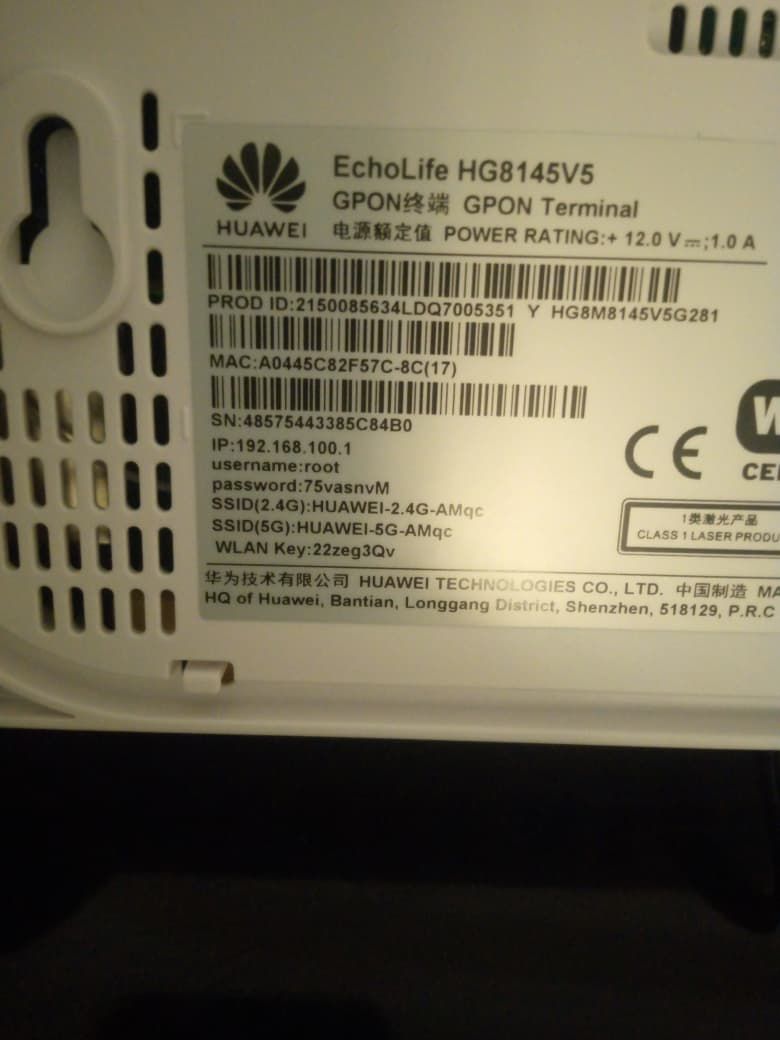 HUAWEI
EchoLife HG8145V5
GPON终端 GPON Terminal
电源额定值 POWER RATING:+ 12.0 V⎓;1.0 A
PROD ID:2150085634LDQ7005351 Y HG8M8145V5G281
MAC:A0445C82F57C-8C(17)
SN:48575443385C84B0
IP:192.168.100.1
username:root
password:75vasnvM
SSID(2.4G):HUAWEI-2.4G-AMqc
SSID(5G):HUAWEI-5G-AMqc
WLAN Key:22zeg3Qv
CE
1类激光产品
CLASS 1 LASER
华为技术有限公司 HUAWEI TECHNOLOGIES CO., LTD. 中国制造
HQ of Huawei, Bantian, Longgang District, Shenzhen, 518129, P.R.C